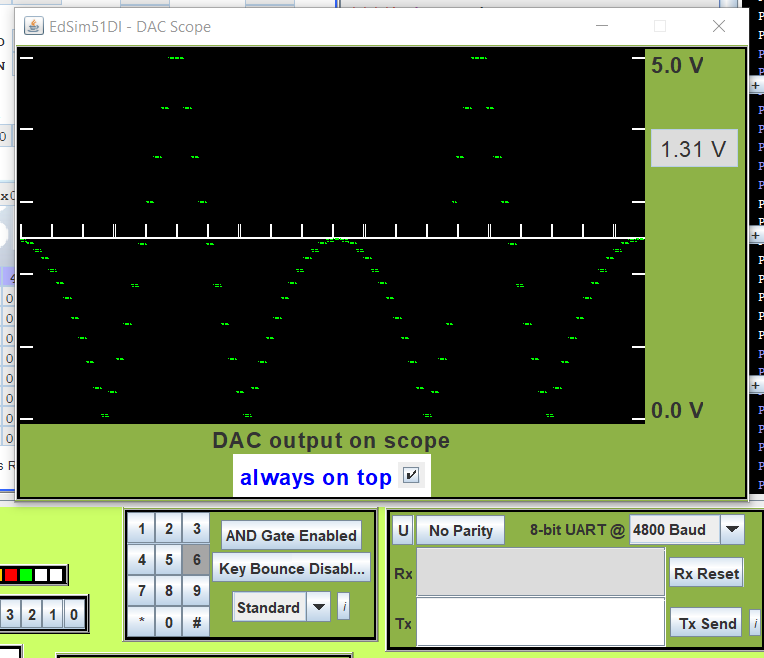 EdSim51DI - DAC Scope
5.0 V
1.31 V
0.0 V
DAC output on scope
always on top
1 2 3
4 5 6
7 8 9
* 0 #
AND Gate Enabled
Key Bounce Disabl...
Standard
i
U
No Parity
8-bit UART @
4800 Baud
Rx
Rx Reset
Tx
Tx Send
i
3 2 1 0